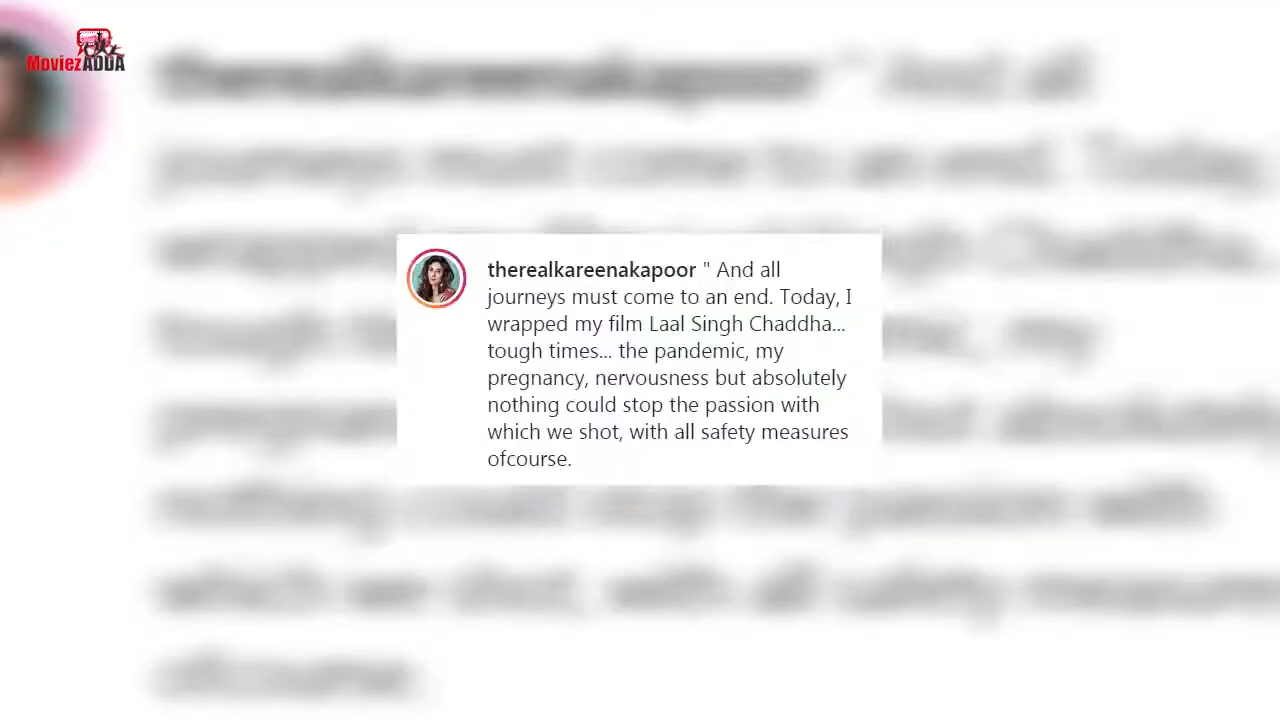 MoviezADDA
therealkareenakapoor " And all
journeys must come to an end. Today, I
wrapped my film Laal Singh Chaddha...
tough times... the pandemic, my
pregnancy, nervousness but absolutely
nothing could stop the passion with
which we shot, with all safety measures
ofcourse.